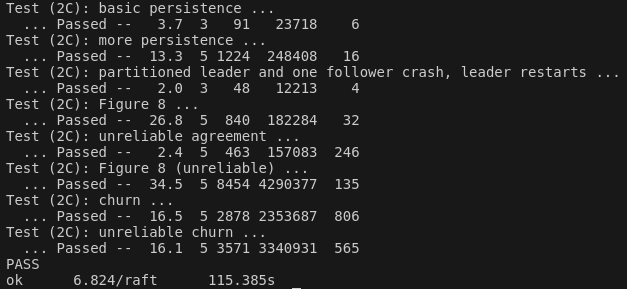 Test (2C): basic persistence ...
  ... Passed --   3.7  3   91   23718    6
Test (2C): more persistence ...
  ... Passed --  13.3  5 1224  248408   16
Test (2C): partitioned leader and one follower crash, leader restarts ...
  ... Passed --   2.0  3   48   12213    4
Test (2C): Figure 8 ...
  ... Passed --  26.8  5  840  182284   32
Test (2C): unreliable agreement ...
  ... Passed --   2.4  5  463  157083  246
Test (2C): Figure 8 (unreliable) ...
  ... Passed --  34.5  5 8454 4290377  135
Test (2C): churn ...
  ... Passed --  16.5  5 2878 2353687  806
Test (2C): unreliable churn ...
  ... Passed --  16.1  5 3571 3340931  565
PASS
ok      6.824/raft      115.385s